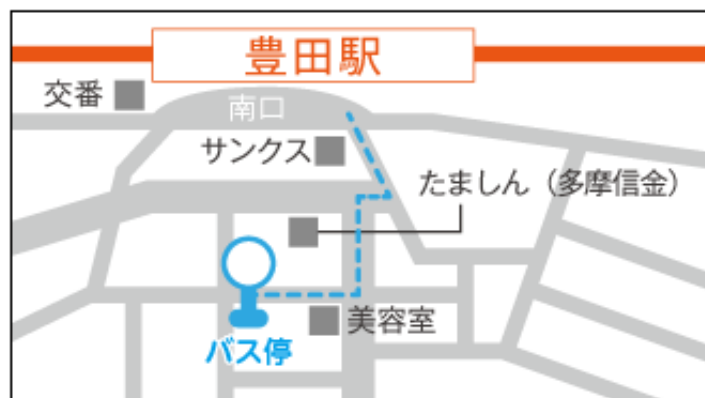 豊田駅
交番
南口
サンクス
たましん（多摩信金）
美容室
バス停